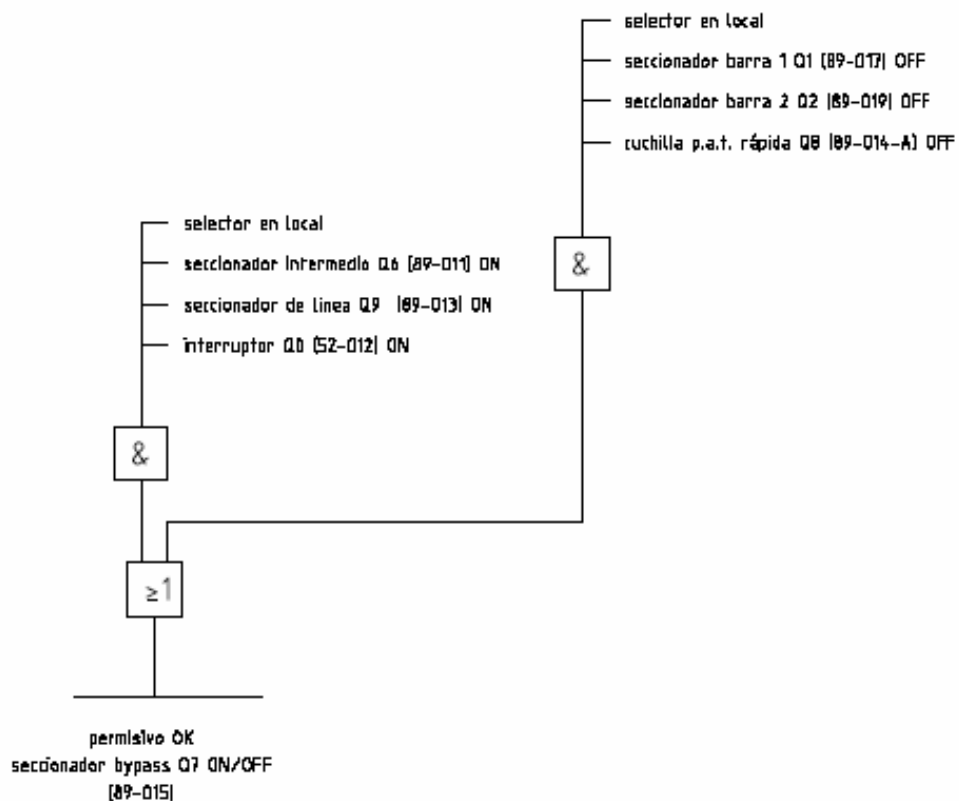 selector en local
seccionador barra 1 Q1 (89-017) OFF
seccionador barra 2 Q2 (89-019) OFF
cuchilla p.a.t. rápida Q8 (89-014-A) OFF
&
selector en local
seccionador intermedio Q6 (89-011) ON
seccionador de linea Q9 (89-013) ON
interruptor Q0 (52-012) ON
&
≥1
permisivo OK
seccionador bypass Q7 ON/OFF
(89-015)